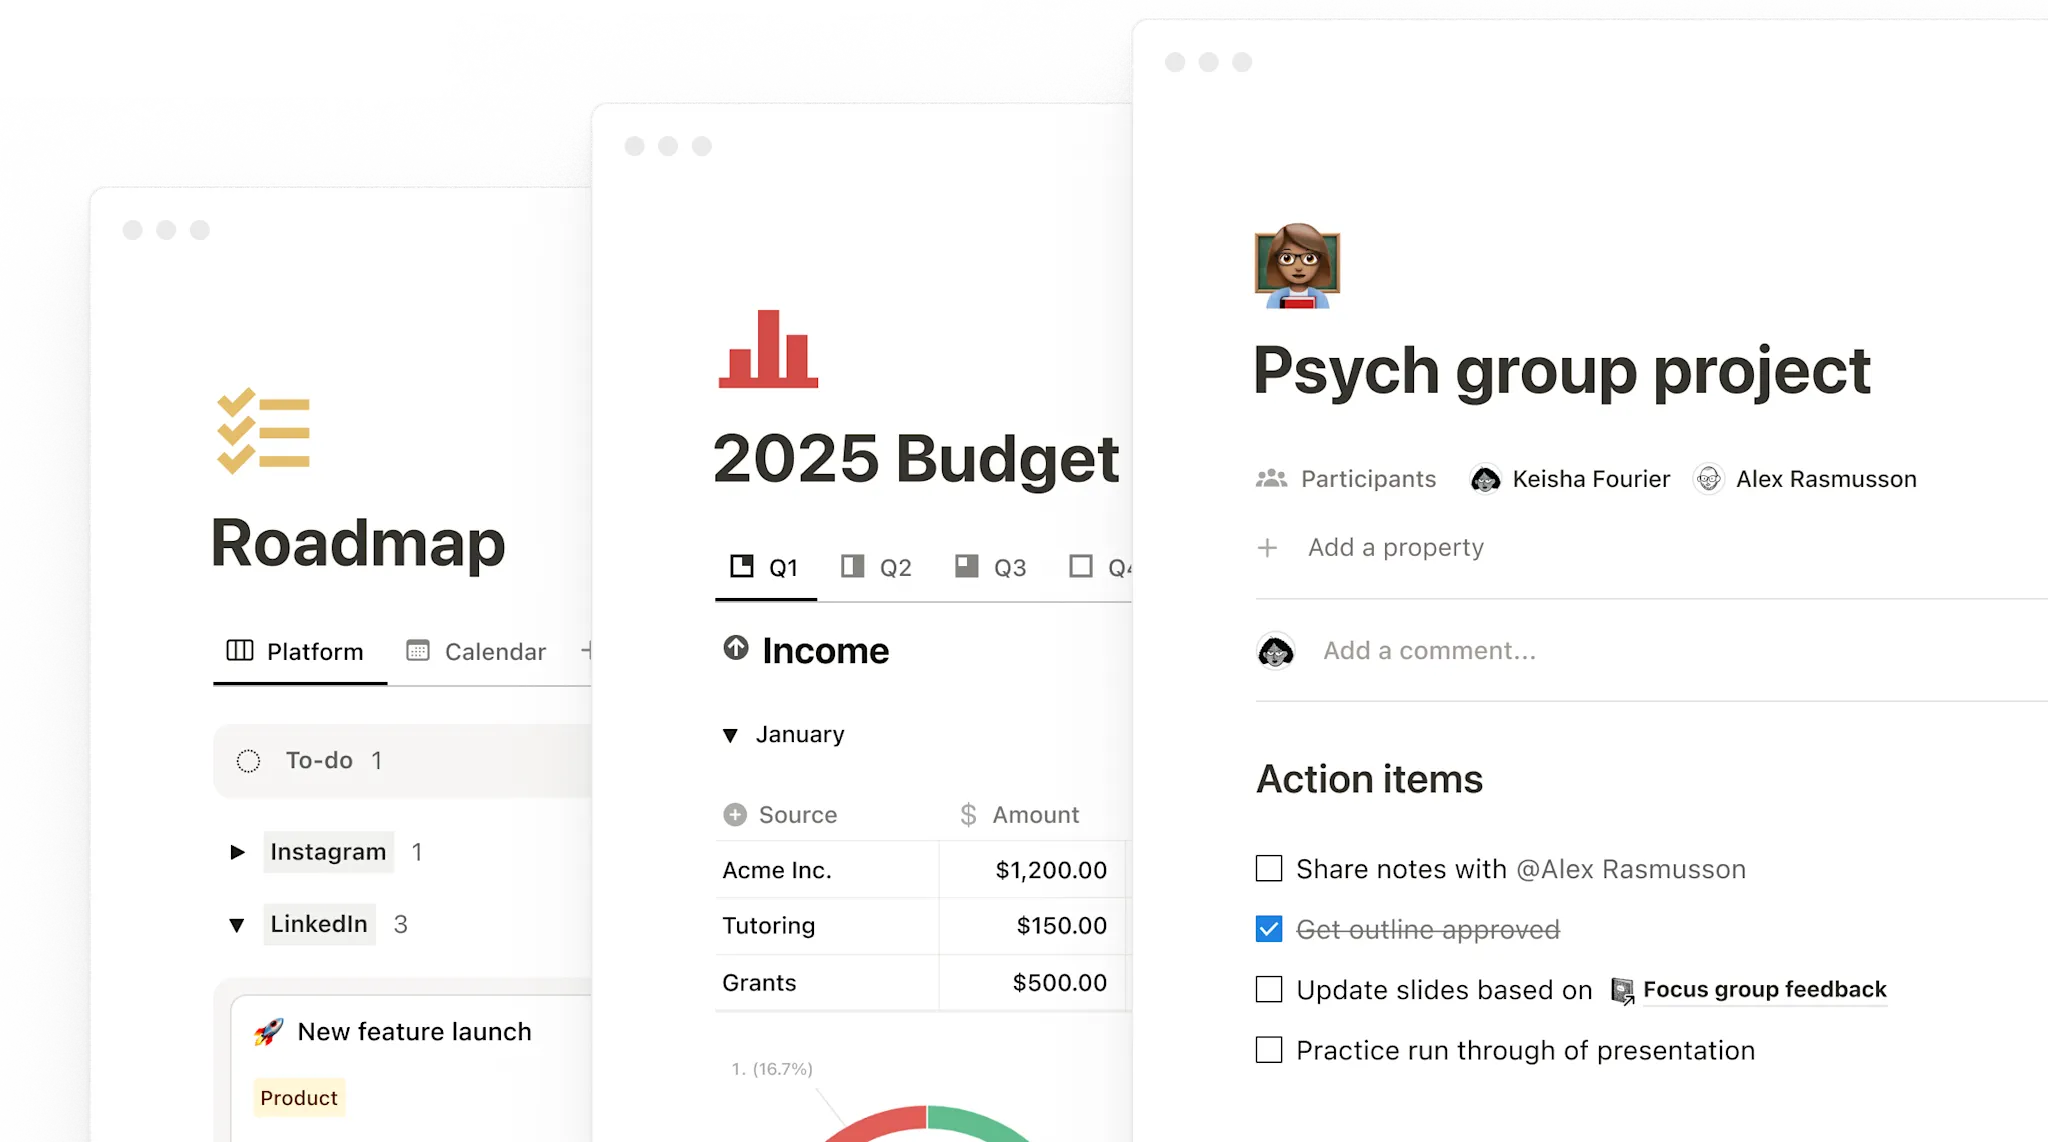 Roadmap
Platform Calendar
To-do 1
Instagram 1
LinkedIn 3
New feature launch
Product
2025 Budget
Q1 Q2 Q3
Income
January
Source $ Amount
Acme Inc. $1,200.00
Tutoring $150.00
Grants $500.00
1. (16.7%)
Psych group project
Participants Keisha Fourier Alex Rasmusson
+ Add a property
Add a comment...
Action items
Share notes with @Alex Rasmusson
Get outline approved
Update slides based on Focus group feedback
Practice run through of presentation